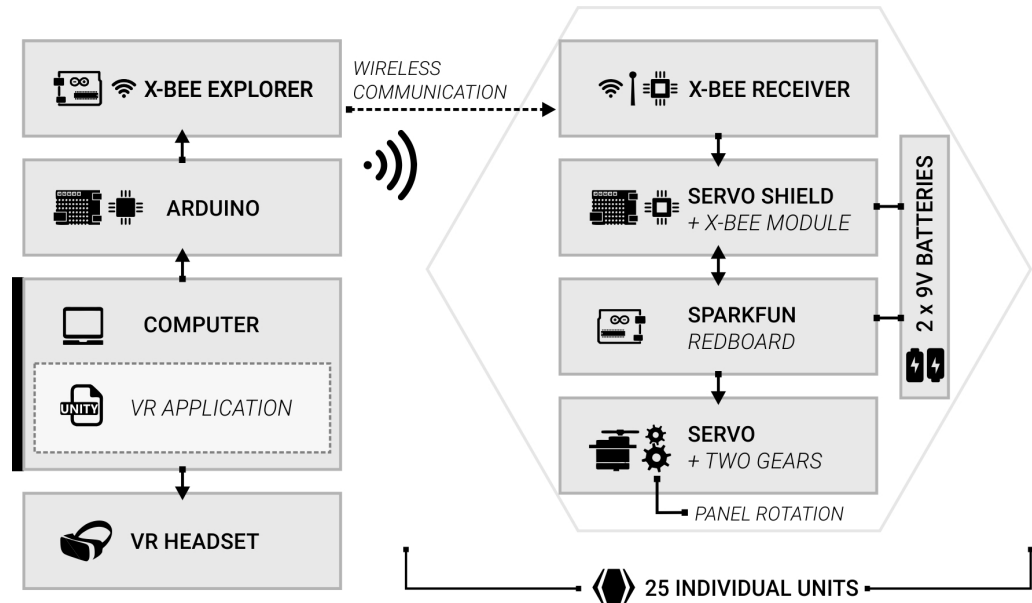 X-BEE EXPLORER
ARDUINO
COMPUTER
UNITY
VR APPLICATION
VR HEADSET
WIRELESS
COMMUNICATION
X-BEE RECEIVER
SERVO SHIELD
+ X-BEE MODULE
SPARKFUN
REDBOARD
SERVO
+ TWO GEARS
PANEL ROTATION
2 x 9V BATTERIES
25 INDIVIDUAL UNITS